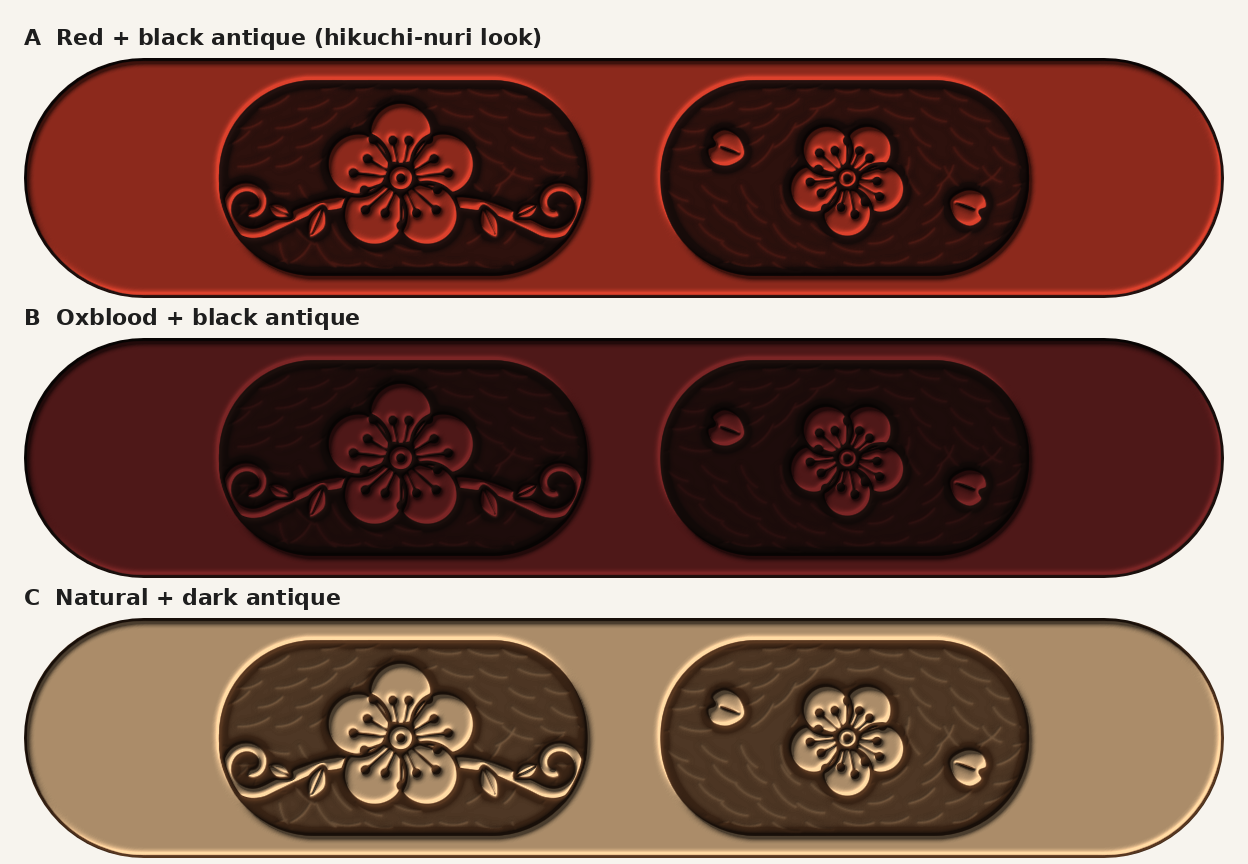 A  Red + black antique (hikuchi-nuri look)
B  Oxblood + black antique
C  Natural + dark antique